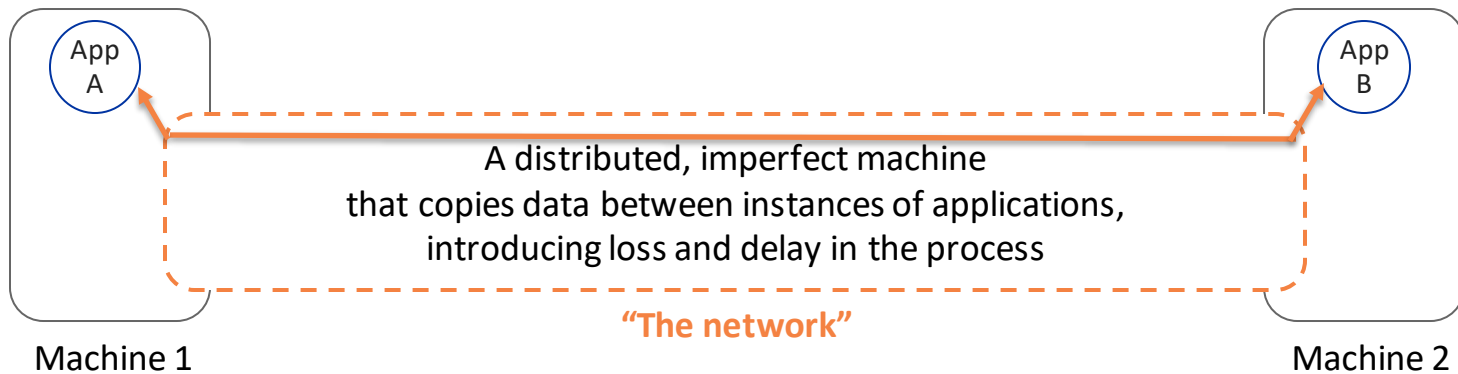 App
A
App
B
A distributed, imperfect machine
that copies data between instances of applications,
introducing loss and delay in the process
“The network”
Machine 1
Machine 2